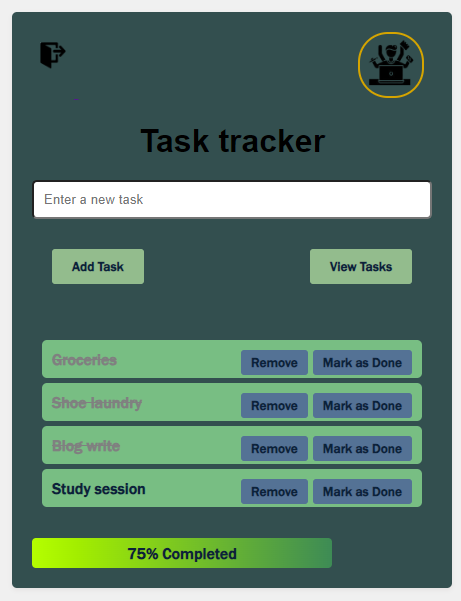 Task tracker
Enter a new task
Add Task View Tasks
Groceries Remove Mark as Done
Shoe laundry Remove Mark as Done
Blog write Remove Mark as Done
Study session Remove Mark as Done
75% Completed